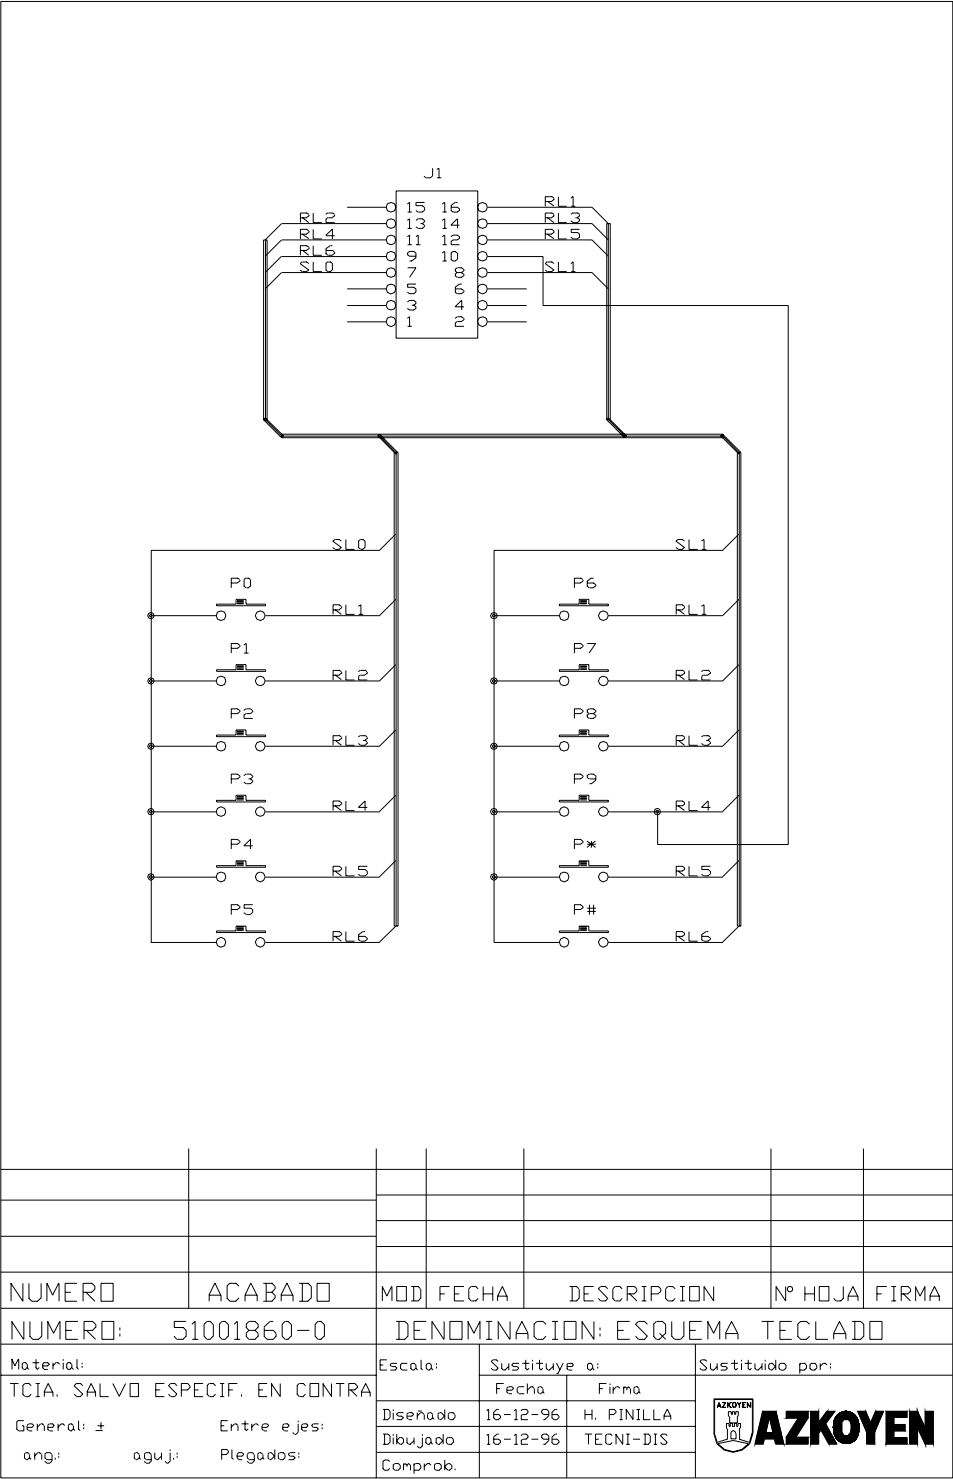 J1
15 16 RL1
RL2 13 14 RL3
RL4 11 12 RL5
RL6 9 10
SL0 7 8 SL1
5 6
3 4
1 2
SL0 SL1
P0 P6
RL1 RL1
P1 P7
RL2 RL2
P2 P8
RL3 RL3
P3 P9
RL4 RL4
P4 P*
RL5 RL5
P5 P#
RL6 RL6
NUMERO ACABADO MOD FECHA DESCRIPCION Nº HOJA FIRMA
NUMERO: 51001860-0 DENOMINACION: ESQUEMA TECLADO
Material: Escala: Sustituye a: Sustituido por:
TCIA. SALVO ESPECIF. EN CONTRA Fecha Firma
General: ± Entre ejes: Diseñado 16-12-96 H. PINILLA
Dibujado 16-12-96 TECNI-DIS
ang.: aguj.: Plegados:
Comprob.
AZKOYEN
AZKOYEN